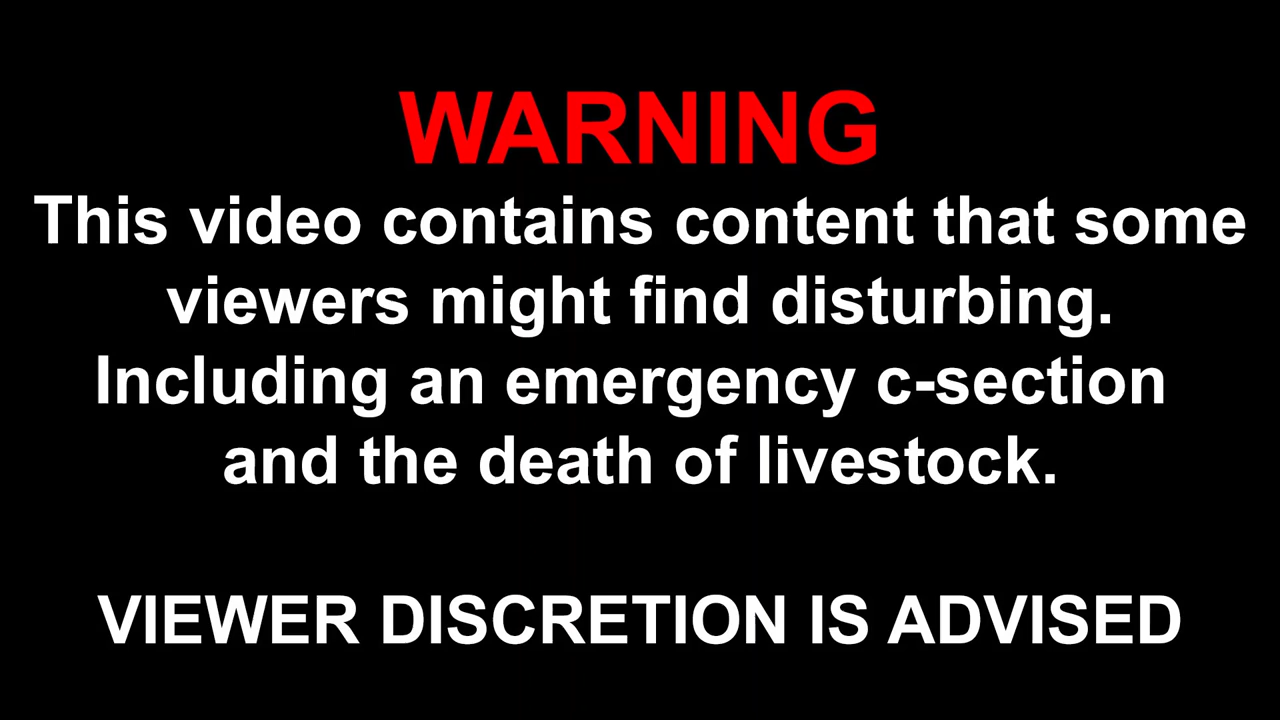 WARNING
This video contains content that some
viewers might find disturbing.
Including an emergency c-section
and the death of livestock.
VIEWER DISCRETION IS ADVISED